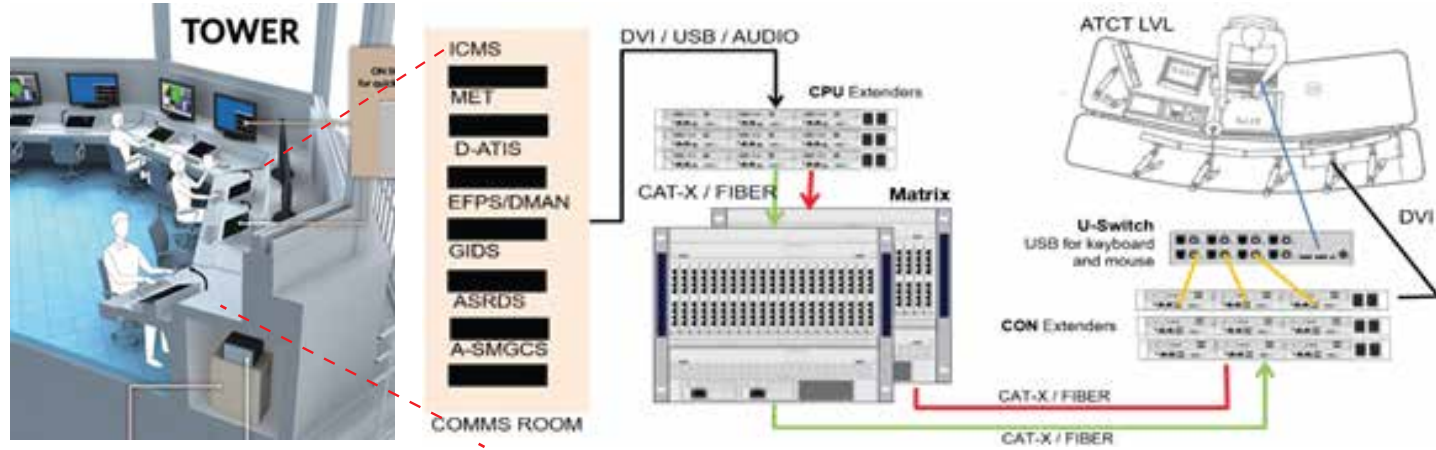 TOWER
ICMS
MET
D-ATIS
EFPS/DMAN
GIDS
ASRDS
A-SMGCS
COMMS ROOM
DVI / USB / AUDIO
CPU Extenders
CAT-X / FIBER
Matrix
ATCT LVL
U-Switch
USB for keyboard
and mouse
DVI
CON Extenders
CAT-X / FIBER
CAT-X / FIBER